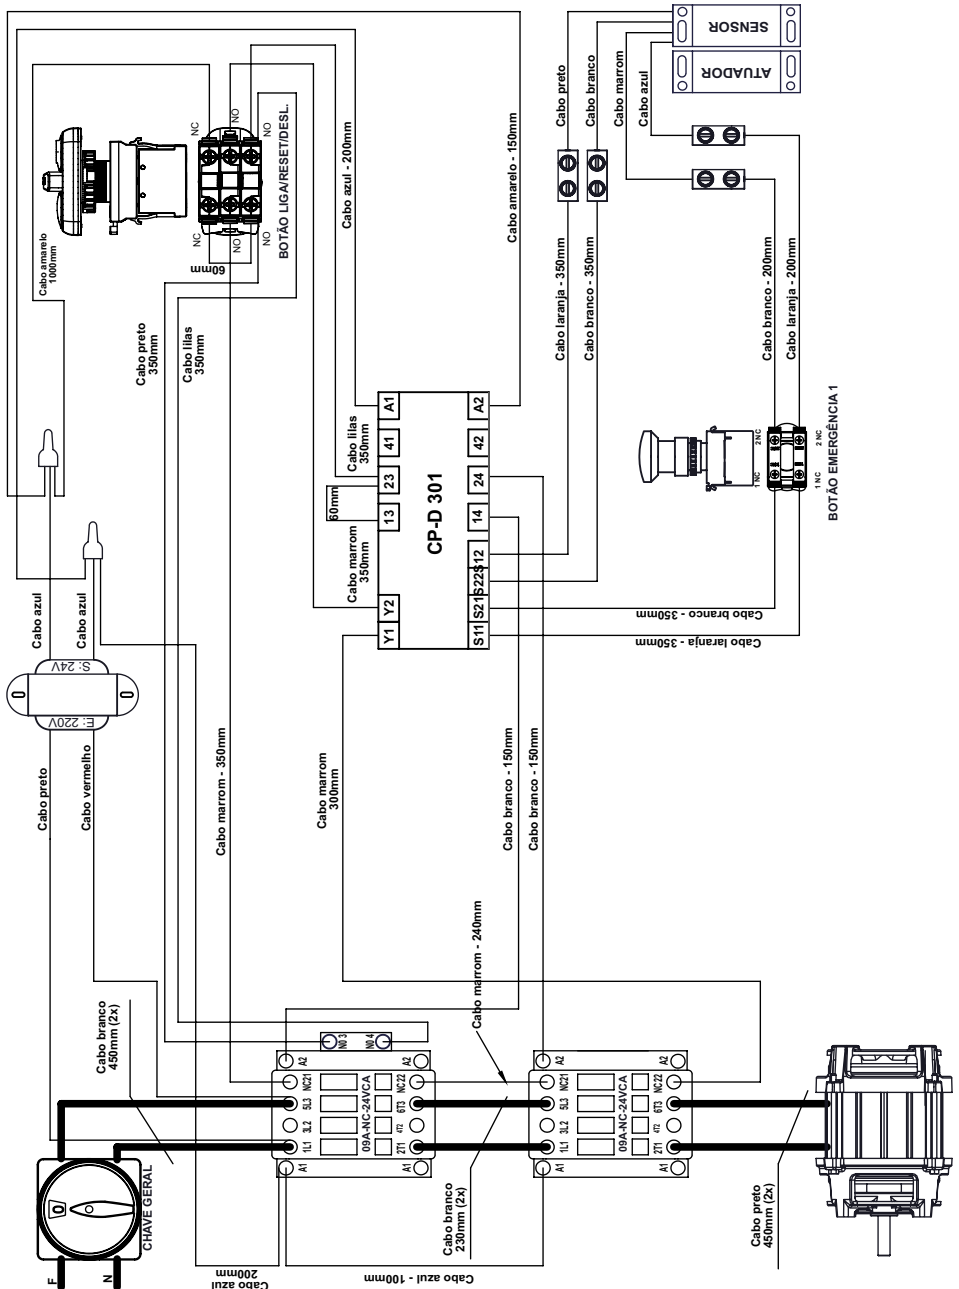 Cabo preto
Cabo branco
Cabo marrom
Cabo azul
SENSOR
ATUADOR
Cabo amarelo
1000mm
NC
NO
NO
NC
NO
NO
BOTÃO LIGA/RESET/DESL.
60mm
Cabo azul - 200mm
Cabo amarelo - 150mm
Cabo laranja - 350mm
Cabo branco - 350mm
Cabo branco - 200mm
Cabo laranja - 200mm
Cabo preto
350mm
Cabo lilas
350mm
Cabo lilas
350mm
60mm
Cabo marrom
350mm
A1
41
23
13
Y2
Y1
CP-D 301
A2
42
24
14
S12
S22
S21
S11
1 NC
2 NC
1 NC
2 NC
BOTÃO EMERGÊNCIA 1
Cabo branco - 350mm
Cabo laranja - 350mm
Cabo azul
Cabo azul
S: 24V
E: 220V
Cabo preto
Cabo vermelho
Cabo marrom - 350mm
Cabo marrom
300mm
Cabo branco - 150mm
Cabo branco - 150mm
Cabo marrom - 240mm
Cabo branco
450mm (2x)
NO 3
NO 4
A2
A2
NC21
NC22
5L3
6T3
3L2
4T2
1L1
2T1
09A-NC-24VCA
A1
A1
A2
A2
NC21
NC22
5L3
6T3
3L2
4T2
1L1
2T1
09A-NC-24VCA
A1
A1
0
CHAVE GERAL
F
N
Cabo azul
200mm
Cabo azul - 100mm
Cabo branco
230mm (2x)
Cabo preto
450mm (2x)